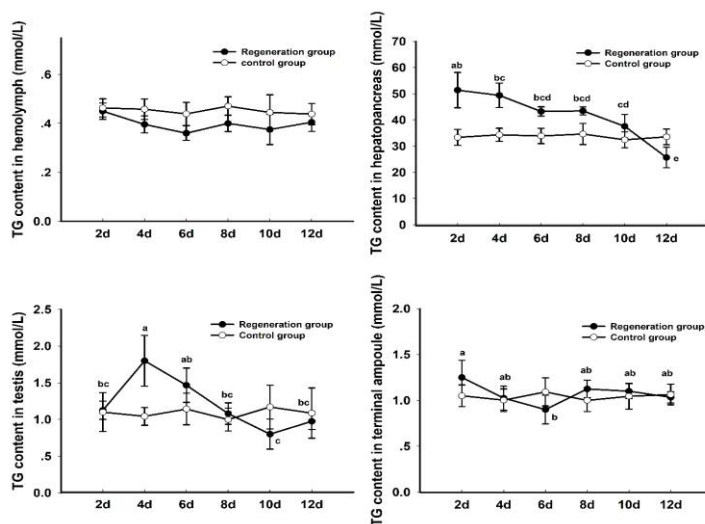 TG content in hemolymph (mmol/L)
.6
.4
.2
0.0
Regeneration group
control group
2d 4d 6d 8d 10d 12d
TG content in hepatopancreas (mmol/L)
70
60
50
40
30
20
10
0
Regeneration group
Control group
ab bc bcd bcd cd e
2d 4d 6d 8d 10d 12d
TG content in testis (mmol/L)
2.5
2.0
1.5
1.0
.5
0.0
Regeneration group
Control group
bc a ab bc c bc
2d 4d 6d 8d 10d 12d
TG content in terminal ampoule (mmol/L)
2.0
1.5
1.0
.5
0.0
Regeneration group
Control group
a ab b ab ab ab
2d 4d 6d 8d 10d 12d